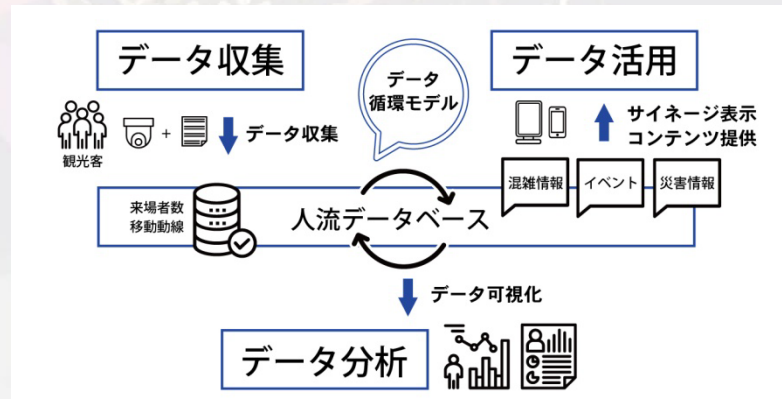 データ収集
データ
循環モデル
データ活用
観光客
+
データ収集
サイネージ表示
コンテンツ提供
来場者数
移動動線
人流データベース
混雑情報
イベント
災害情報
データ可視化
データ分析